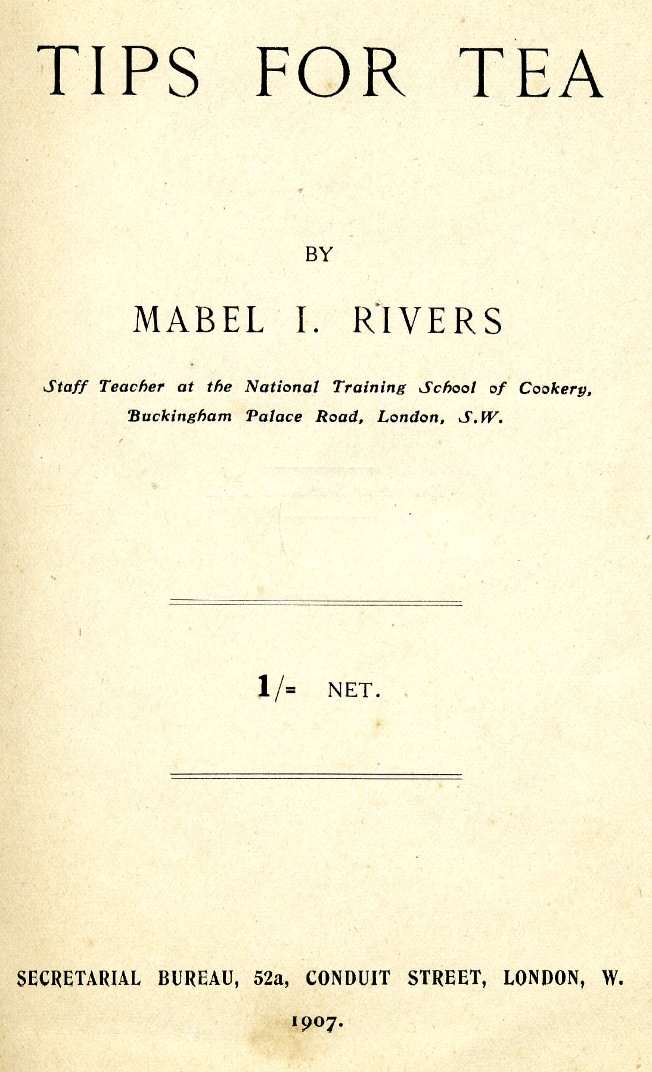 TIPS FOR TEA
BY
MABEL I. RIVERS
Staff Teacher at the National Training School of Cookery,
Buckingham Palace Road, London, S.W.
1/= NET.
SECRETARIAL BUREAU, 52a, CONDUIT STREET, LONDON, W.
1907.